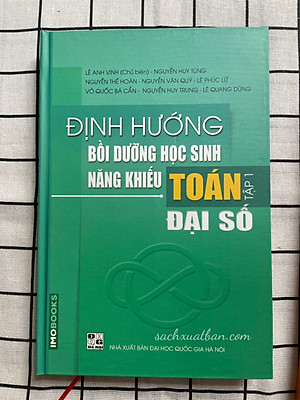 LÊ ANH VINH (Chủ biên) - NGUYỄN HUY TÙNG
NGUYỄN THẾ HOÀN - NGUYỄN VĂN QUÝ - LÊ PHÚC LỮ
VÕ QUỐC BÁ CẨN - NGUYỄN HUY TRUNG - LÊ QUANG DŨNG
ĐỊNH HƯỚNG
BỒI DƯỠNG HỌC SINH
NĂNG KHIẾU
TOÁN
TẬP 1
ĐẠI SỐ
sachxuatban.com
IMOBOOKS
NHÀ XUẤT BẢN ĐẠI HỌC QUỐC GIA HÀ NỘI